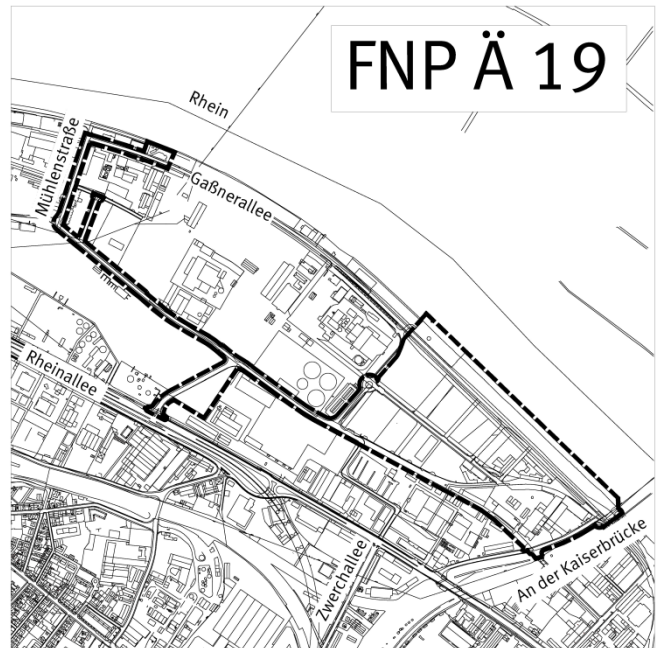 FNP Ä 19
Rhein
Mühlenstraße
Gaßnerallee
Rheinallee
Zwerchallee
An der Kaiserbrücke